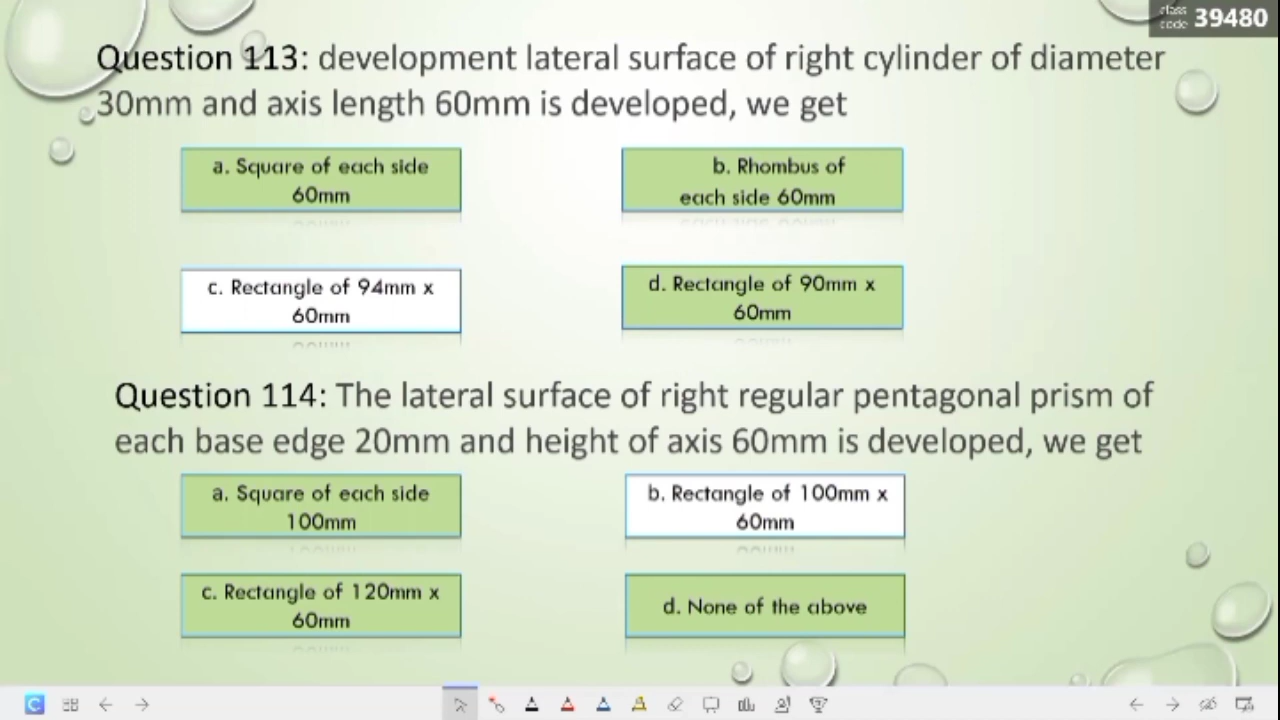 class
code 39480
Question 113: development lateral surface of right cylinder of diameter
30mm and axis length 60mm is developed, we get
a. Square of each side
60mm
b. Rhombus of
each side 60mm
c. Rectangle of 94mm x
60mm
d. Rectangle of 90mm x
60mm
Question 114: The lateral surface of right regular pentagonal prism of
each base edge 20mm and height of axis 60mm is developed, we get
a. Square of each side
100mm
b. Rectangle of 100mm x
60mm
c. Rectangle of 120mm x
60mm
d. None of the above